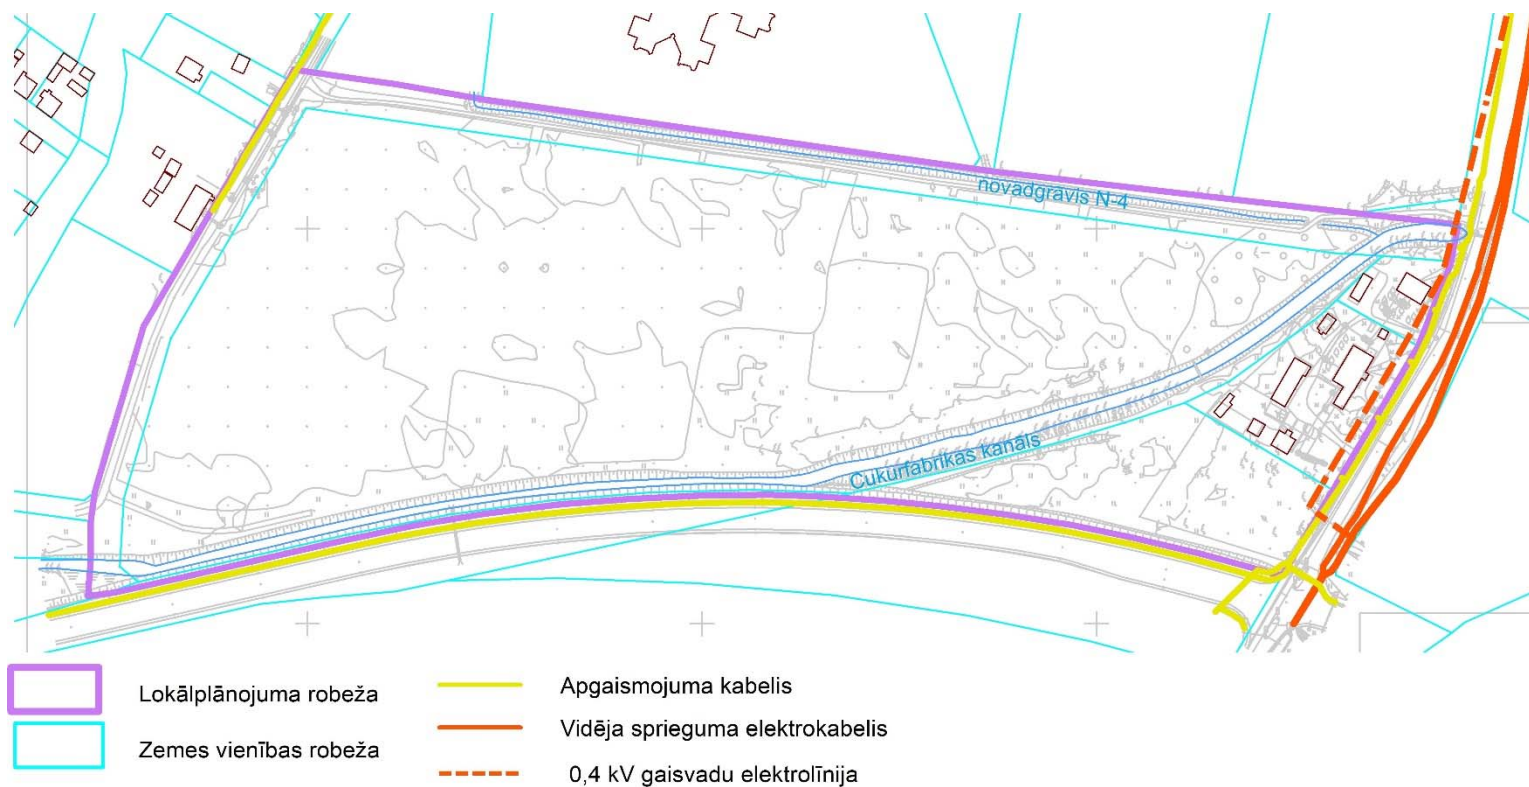 novadgrāvis N-4
Cukurfabrikas kanāls
Lokālplānojuma robeža
Zemes vienības robeža
Apgaismojuma kabelis
Vidēja sprieguma elektrokabelis
0,4 kV gaisvadu elektrolīnija